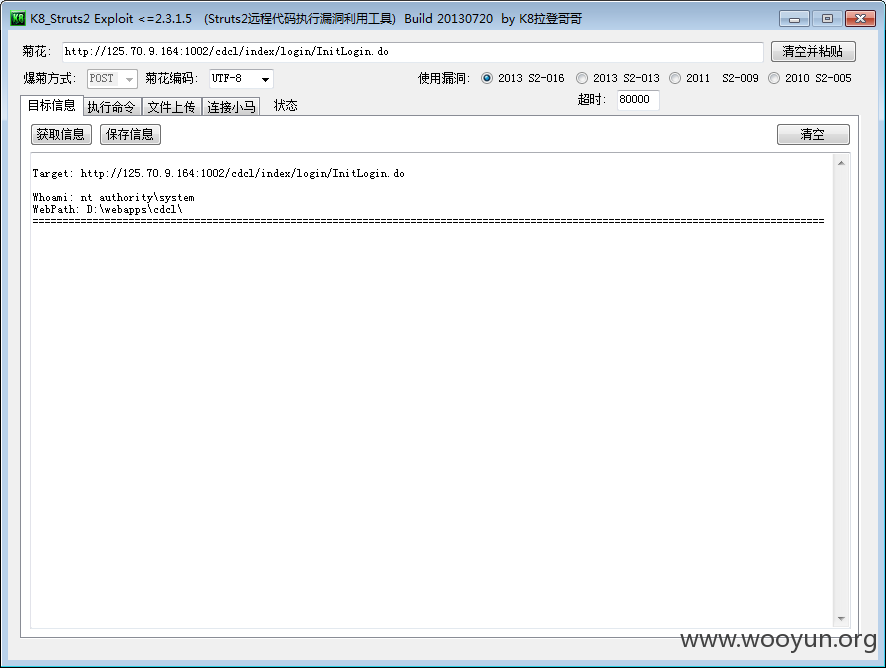 K8 K8_Struts2 Exploit <=2.3.1.5 (Struts2远程代码执行漏洞利用工具) Build 20130720 by K8拉登哥哥
菊花: http://125.70.9.164:1002/cdcl/index/login/InitLogin.do 清空并粘贴
爆菊方式: POST 菊花编码: UTF-8 使用漏洞: 2013 S2-016 2013 S2-013 2011 S2-009 2010 S2-005
超时: 80000
目标信息 执行命令 文件上传 连接小马 状态
获取信息 保存信息 清空
Target: http://125.70.9.164:1002/cdcl/index/login/InitLogin.do
Whoami: nt authority\system
WebPath: D:\webapps\cdcl\
====================================================================================================================================
www.wooyun.org